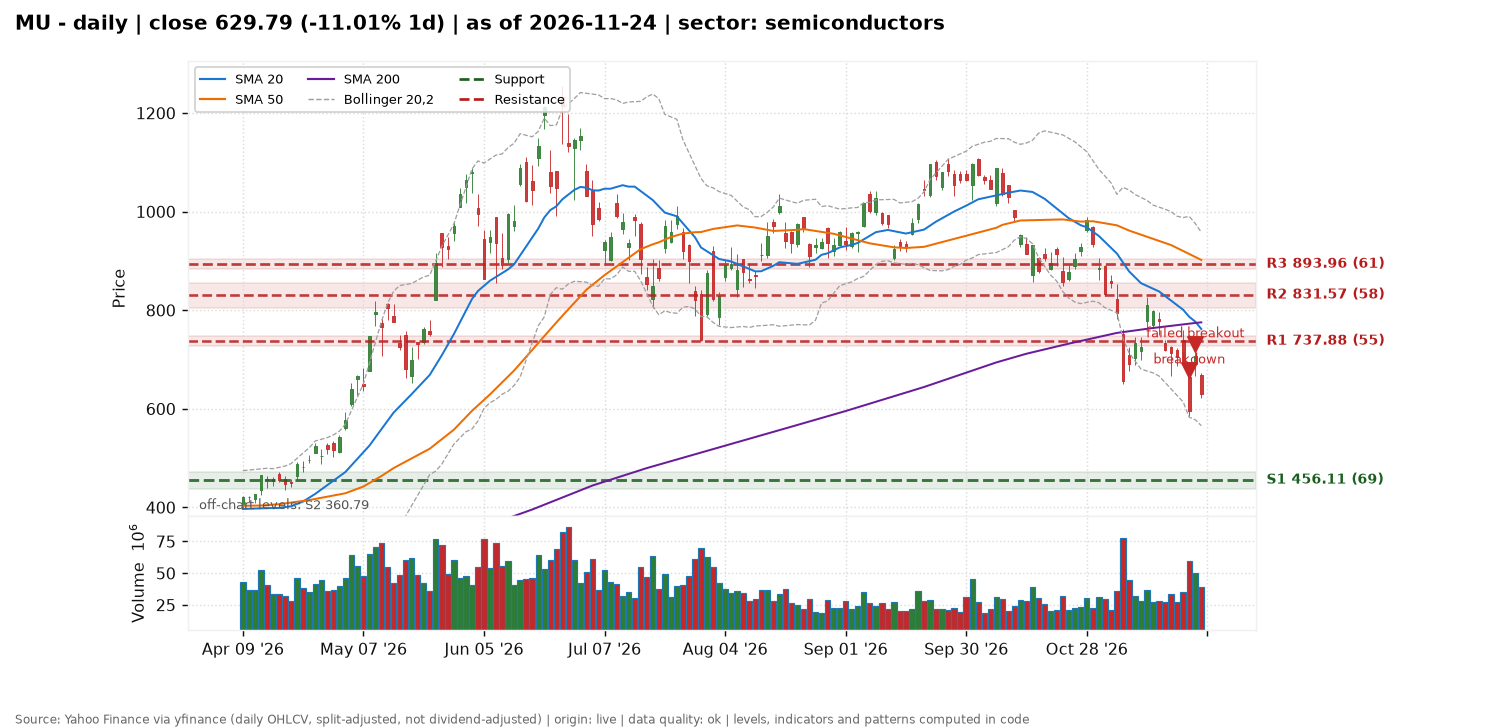 MU - daily | close 629.79 (-11.01% 1d) | as of 2026-11-24 | sector: semiconductors
SMA 20
SMA 50
SMA 200
Bollinger 20,2
Support
Resistance
Price
1200
1000
800
600
400
R3 893.96 (61)
R2 831.57 (58)
R1 737.88 (55)
S1 456.11 (69)
failed breakout
breakdown
off-chart levels: S2 360.79
Volume 10⁶
75
50
25
Apr 09 '26
May 07 '26
Jun 05 '26
Jul 07 '26
Aug 04 '26
Sep 01 '26
Sep 30 '26
Oct 28 '26
Source: Yahoo Finance via yfinance (daily OHLCV, split-adjusted, not dividend-adjusted) | origin: live | data quality: ok | levels, indicators and patterns computed in code